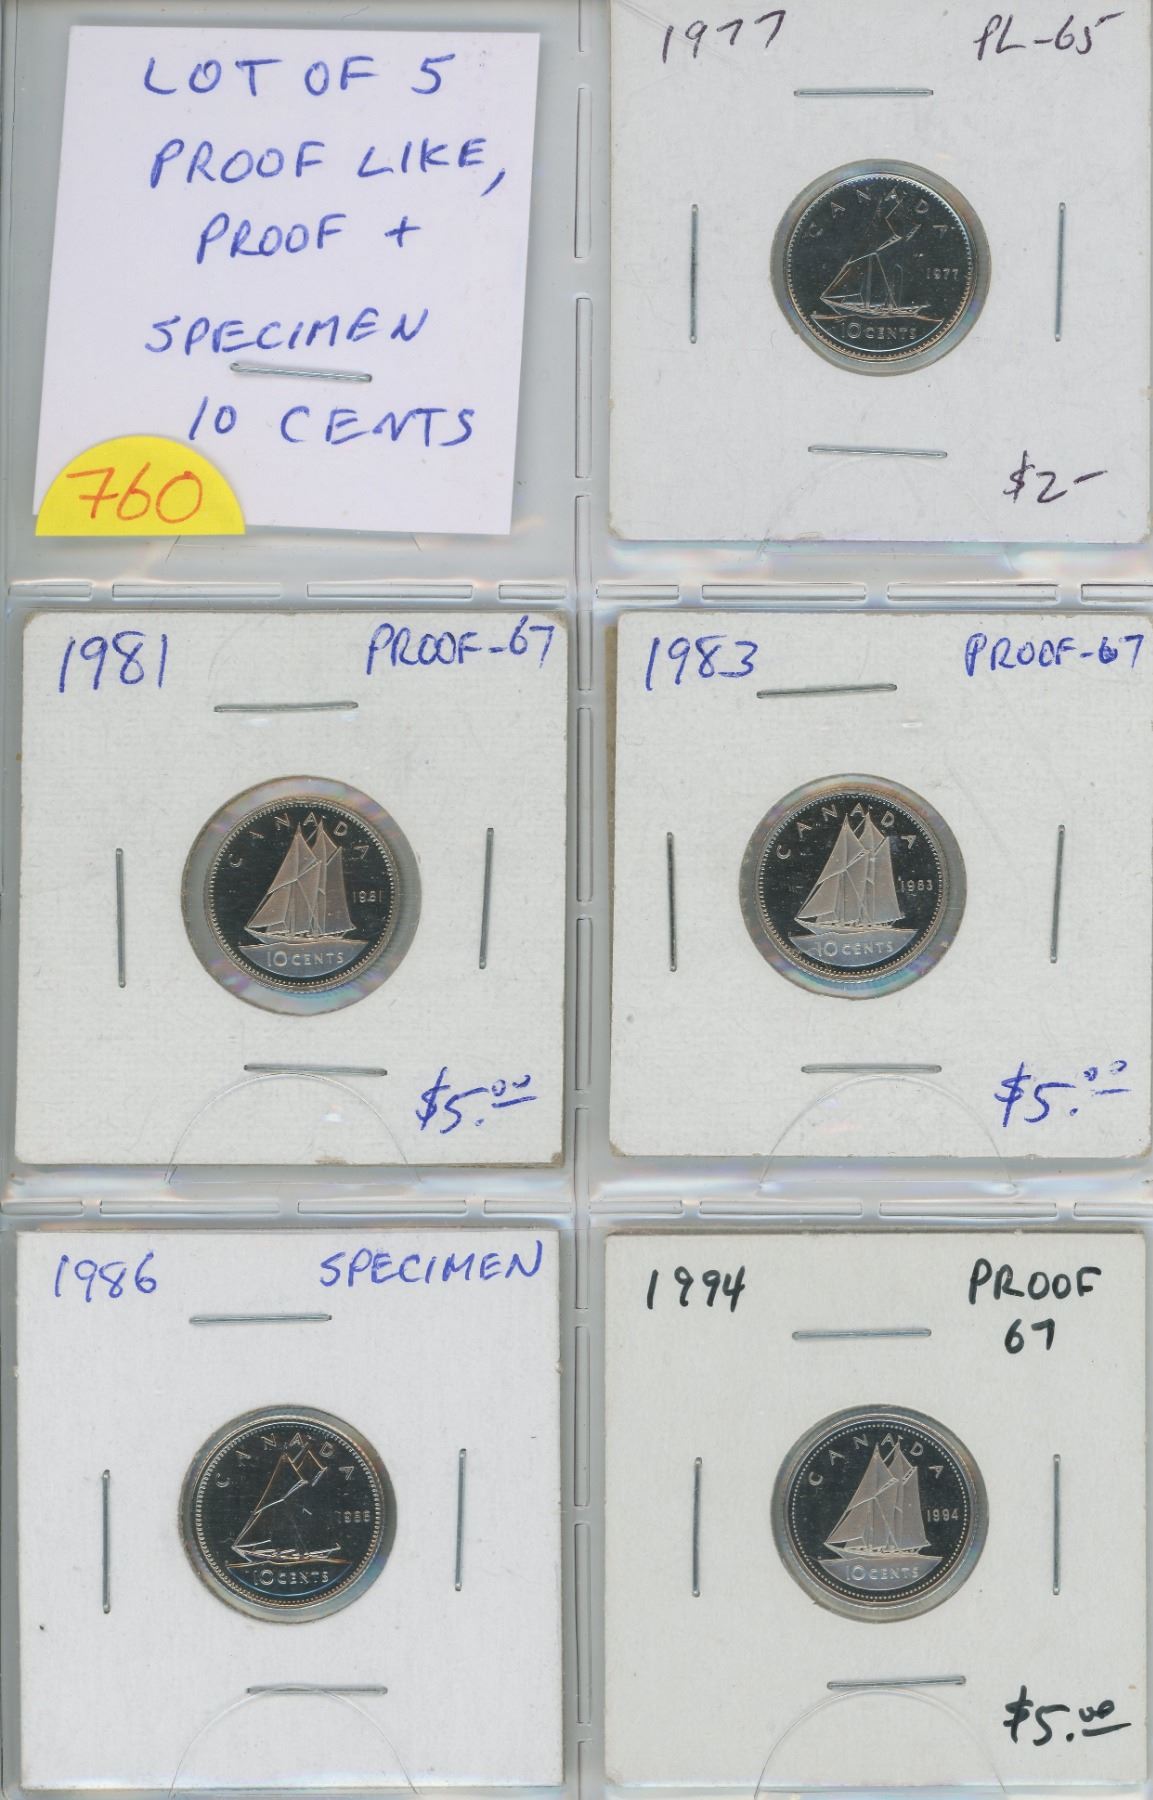 LOT OF 5
PROOF LIKE,
PROOF +
SPECIMEN
10 CENTS
760
1977 PL-65
CANADA
1977
10 CENTS
$2-
1981 PROOF-67
CANADA
1981
10 CENTS
$5.00
1983 PROOF-67
CANADA
1983
10 CENTS
$5.00
1986 SPECIMEN
CANADA
1986
10 CENTS
1994 PROOF
67
CANADA
1994
10 CENTS
$5.00